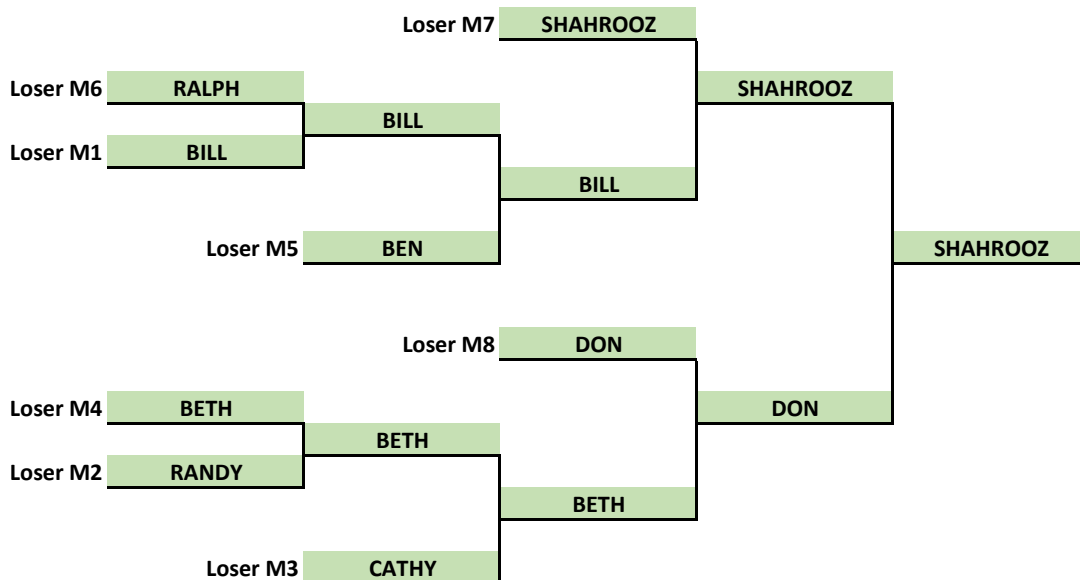 Loser M7 SHAHROOZ
Loser M6 RALPH SHAHROOZ
BILL
Loser M1 BILL
BILL
Loser M5 BEN SHAHROOZ
Loser M8 DON
Loser M4 BETH DON
BETH
Loser M2 RANDY
BETH
Loser M3 CATHY